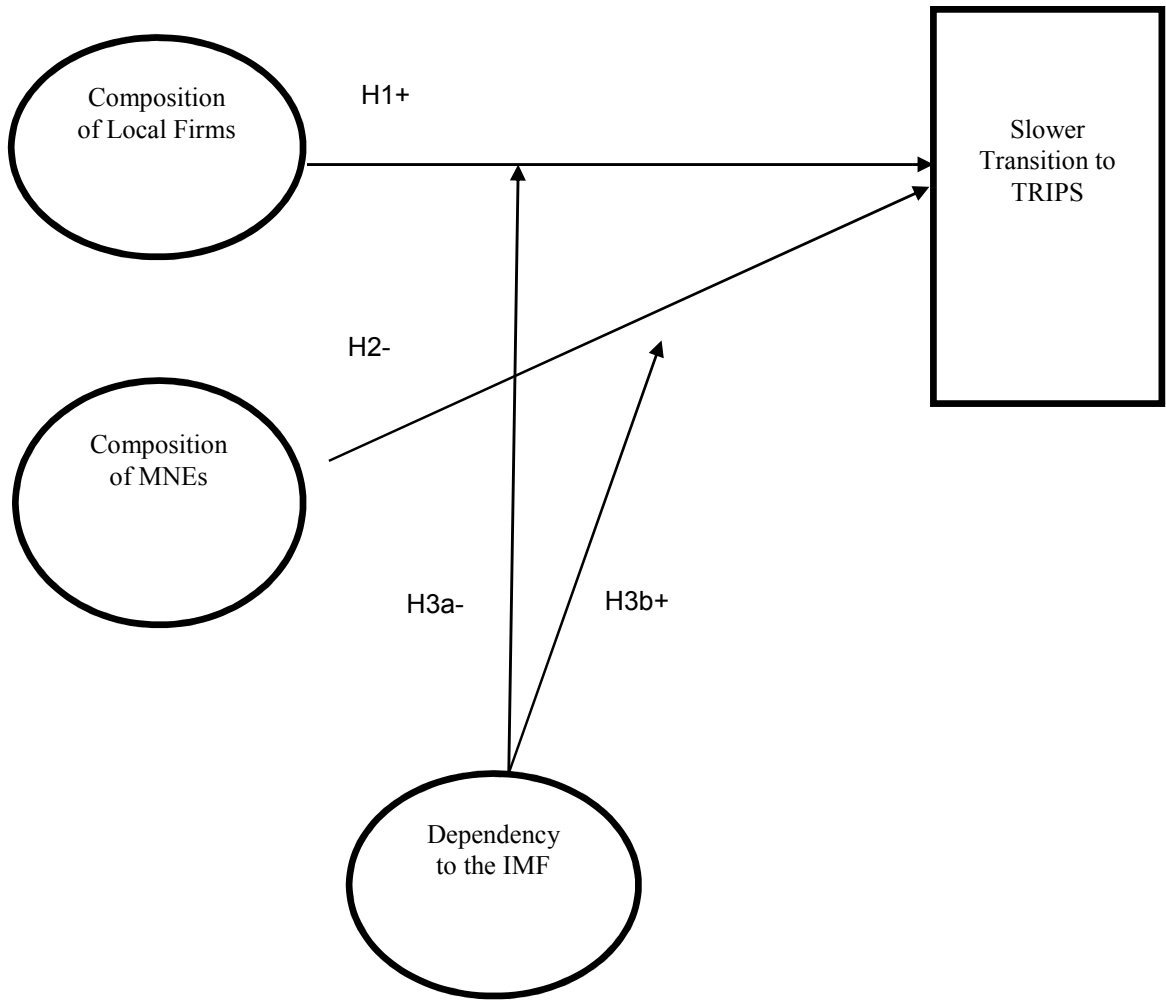 Composition
of Local Firms
H1+
Slower
Transition to
TRIPS
H2-
Composition
of MNEs
H3a-
H3b+
Dependency
to the IMF